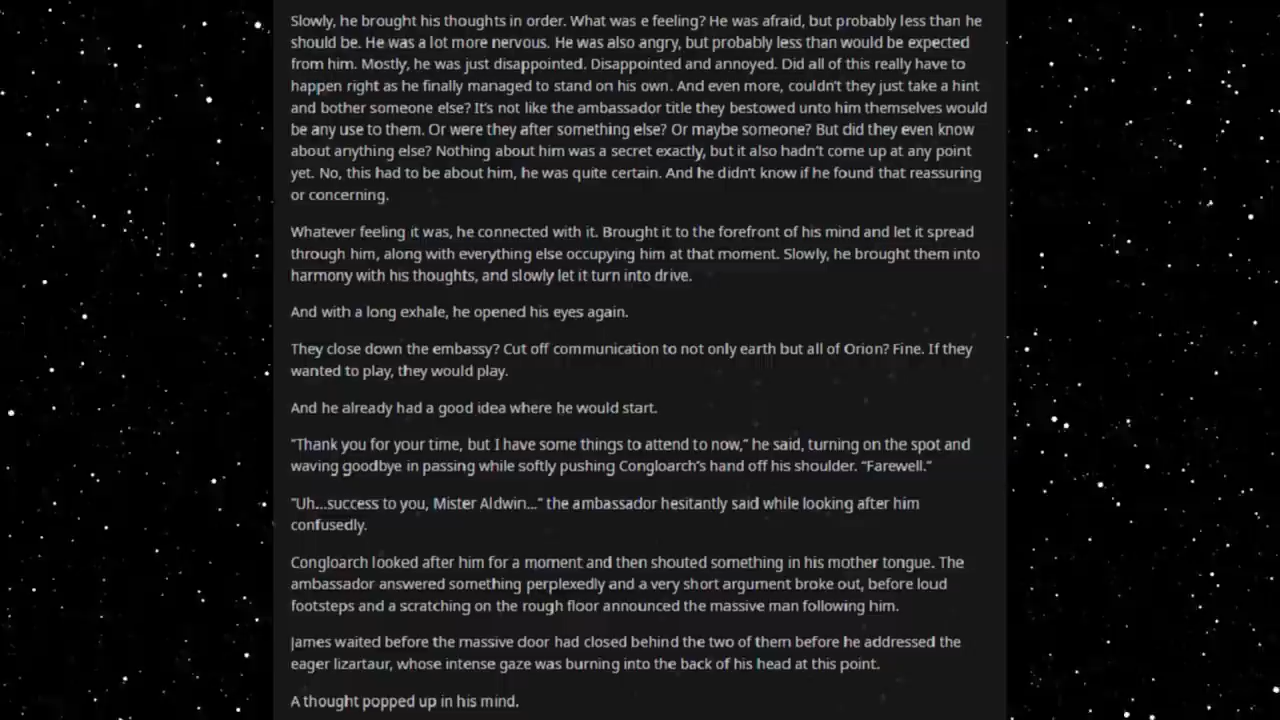 Slowly, he brought his thoughts in order. What was e feeling? He was afraid, but probably less than he
should be. He was a lot more nervous. He was also angry, but probably less than would be expected
from him. Mostly, he was just disappointed. Disappointed and annoyed. Did all of this really have to
happen right as he finally managed to stand on his own. And even more, couldn’t they just take a hint
and bother someone else? It’s not like the ambassador title they bestowed unto him themselves would
be any use to them. Or were they after something else? Or maybe someone? But did they even know
about anything else? Nothing about him was a secret exactly, but it also hadn’t come up at any point
yet. No, this had to be about him, he was quite certain. And he didn’t know if he found that reassuring
or concerning.
Whatever feeling it was, he connected with it. Brought it to the forefront of his mind and let it spread
through him, along with everything else occupying him at that moment. Slowly, he brought them into
harmony with his thoughts, and slowly let it turn into drive.
And with a long exhale, he opened his eyes again.
They close down the embassy? Cut off communication to not only earth but all of Orion? Fine. If they
wanted to play, they would play.
And he already had a good idea where he would start.
“Thank you for your time, but I have some things to attend to now,” he said, turning on the spot and
waving goodbye in passing while softly pushing Congloarch’s hand off his shoulder. “Farewell.”
“Uh…success to you, Mister Aldwin…” the ambassador hesitantly said while looking after him
confusedly.
Congloarch looked after him for a moment and then shouted something in his mother tongue. The
ambassador answered something perplexedly and a very short argument broke out, before loud
footsteps and a scratching on the rough floor announced the massive man following him.
James waited before the massive door had closed behind the two of them before he addressed the
eager lizartaur, whose intense gaze was burning into the back of his head at this point.
A thought popped up in his mind.